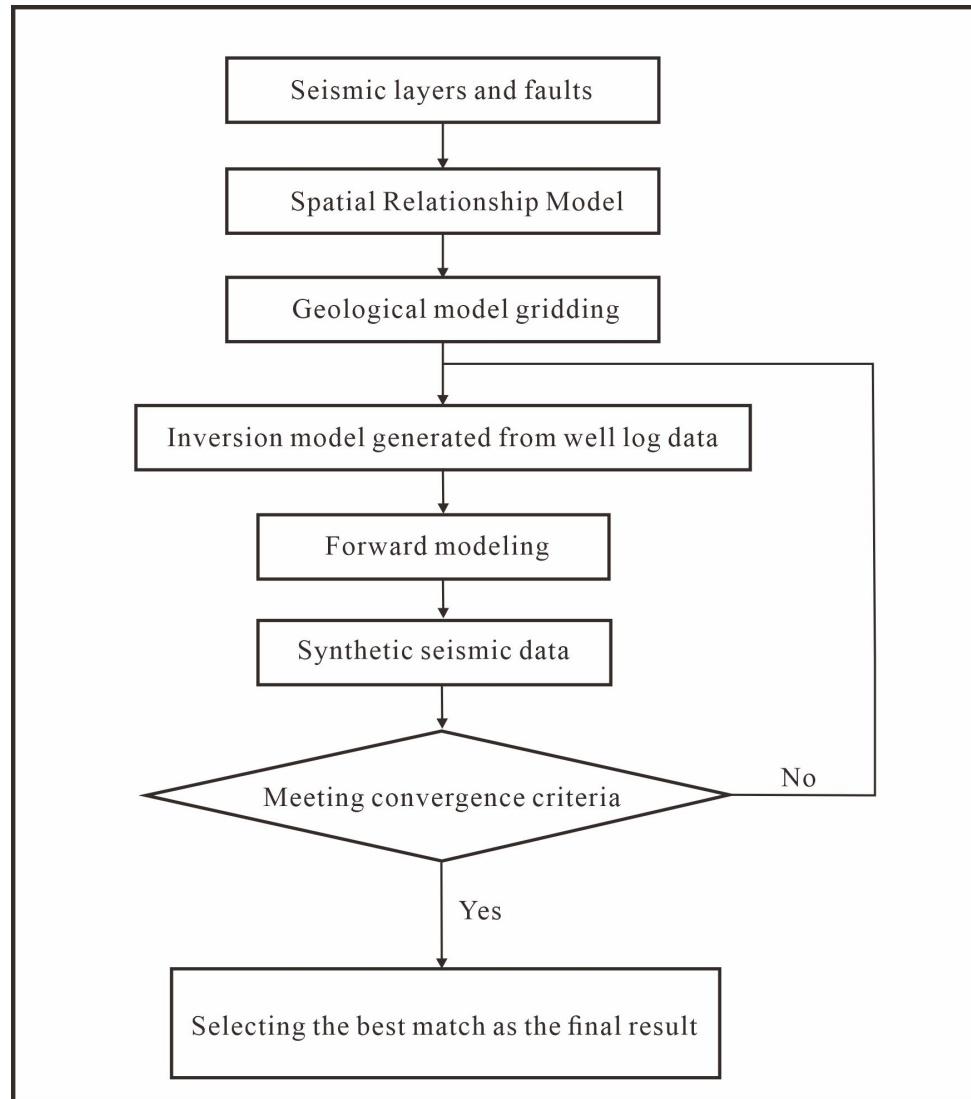 Seismic layers and faults
Spatial Relationship Model
Geological model gridding
Inversion model generated from well log data
Forward modeling
Synthetic seismic data
Meeting convergence criteria
No
Yes
Selecting the best match as the final result